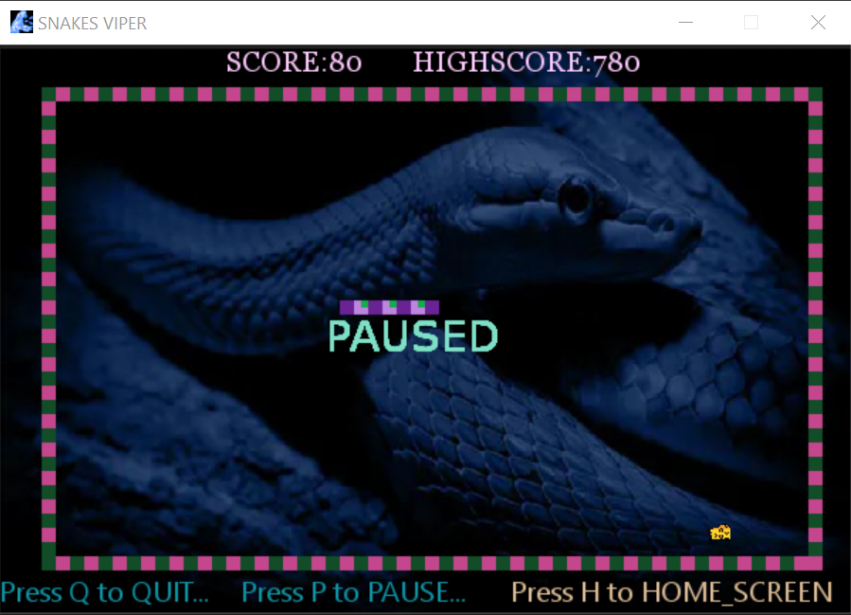 SNAKES VIPER
SCORE:80 HIGHSCORE:780
PAUSED
Press Q to QUIT... Press P to PAUSE... Press H to HOME_SCREEN